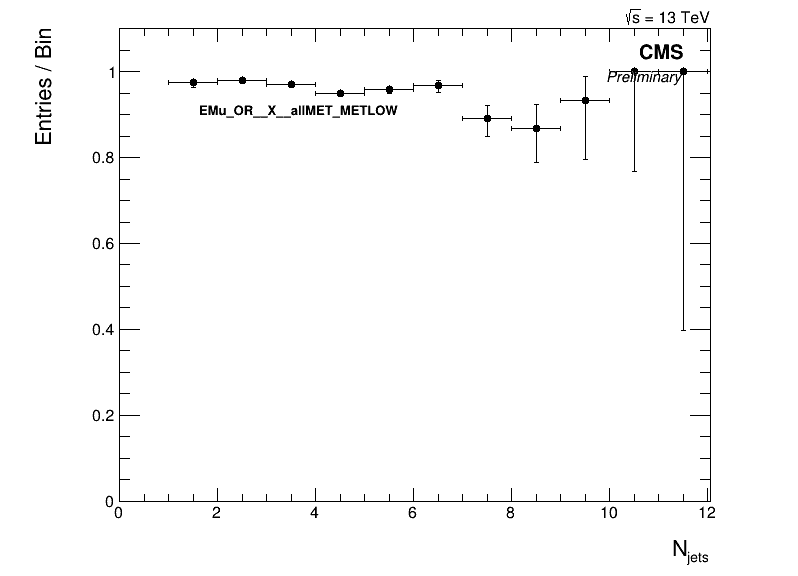 √s = 13 TeV
CMS
Preliminary
EMu_OR__X__allMET_METLOW
Entries / Bin
1
0.8
0.6
0.4
0.2
0
0 2 4 6 8 10 12
Njets